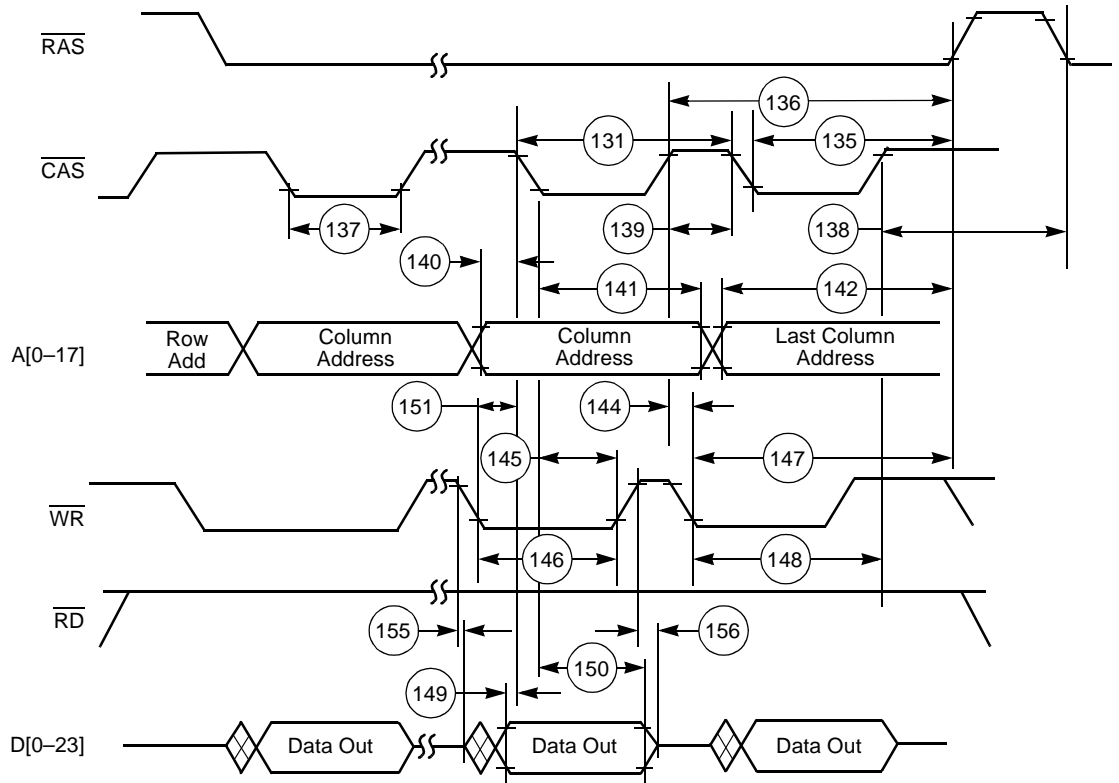 RAS
136
131
135
CAS
137
139
138
140
141
142
A[0–17]
Row
Add
Column
Address
Column
Address
Last Column
Address
151
144
145
147
WR
146
148
RD
155
156
150
149
D[0–23]
Data Out
Data Out
Data Out